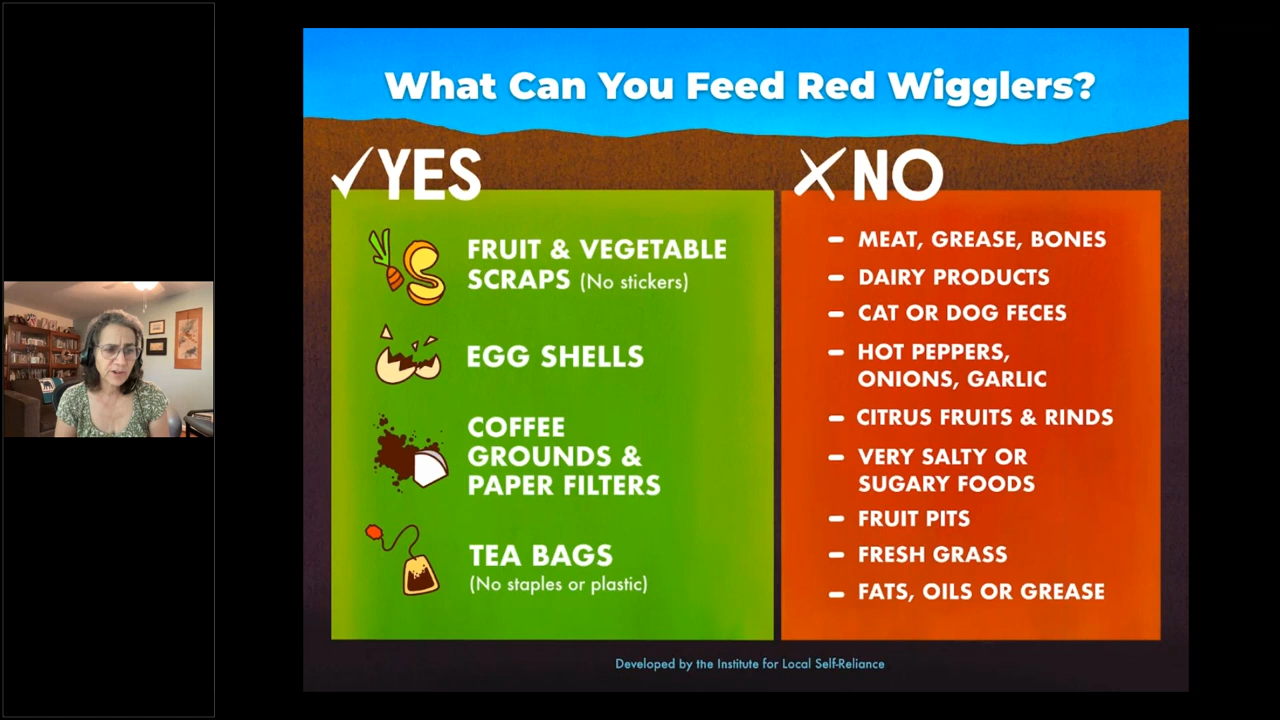 What Can You Feed Red Wigglers?
YES
FRUIT & VEGETABLE
SCRAPS (No stickers)
EGG SHELLS
COFFEE
GROUNDS &
PAPER FILTERS
TEA BAGS
(No staples or plastic)
NO
MEAT, GREASE, BONES
DAIRY PRODUCTS
CAT OR DOG FECES
HOT PEPPERS,
ONIONS, GARLIC
CITRUS FRUITS & RINDS
VERY SALTY OR
SUGARY FOODS
FRUIT PITS
FRESH GRASS
FATS, OILS OR GREASE
Developed by the Institute for Local Self-Reliance